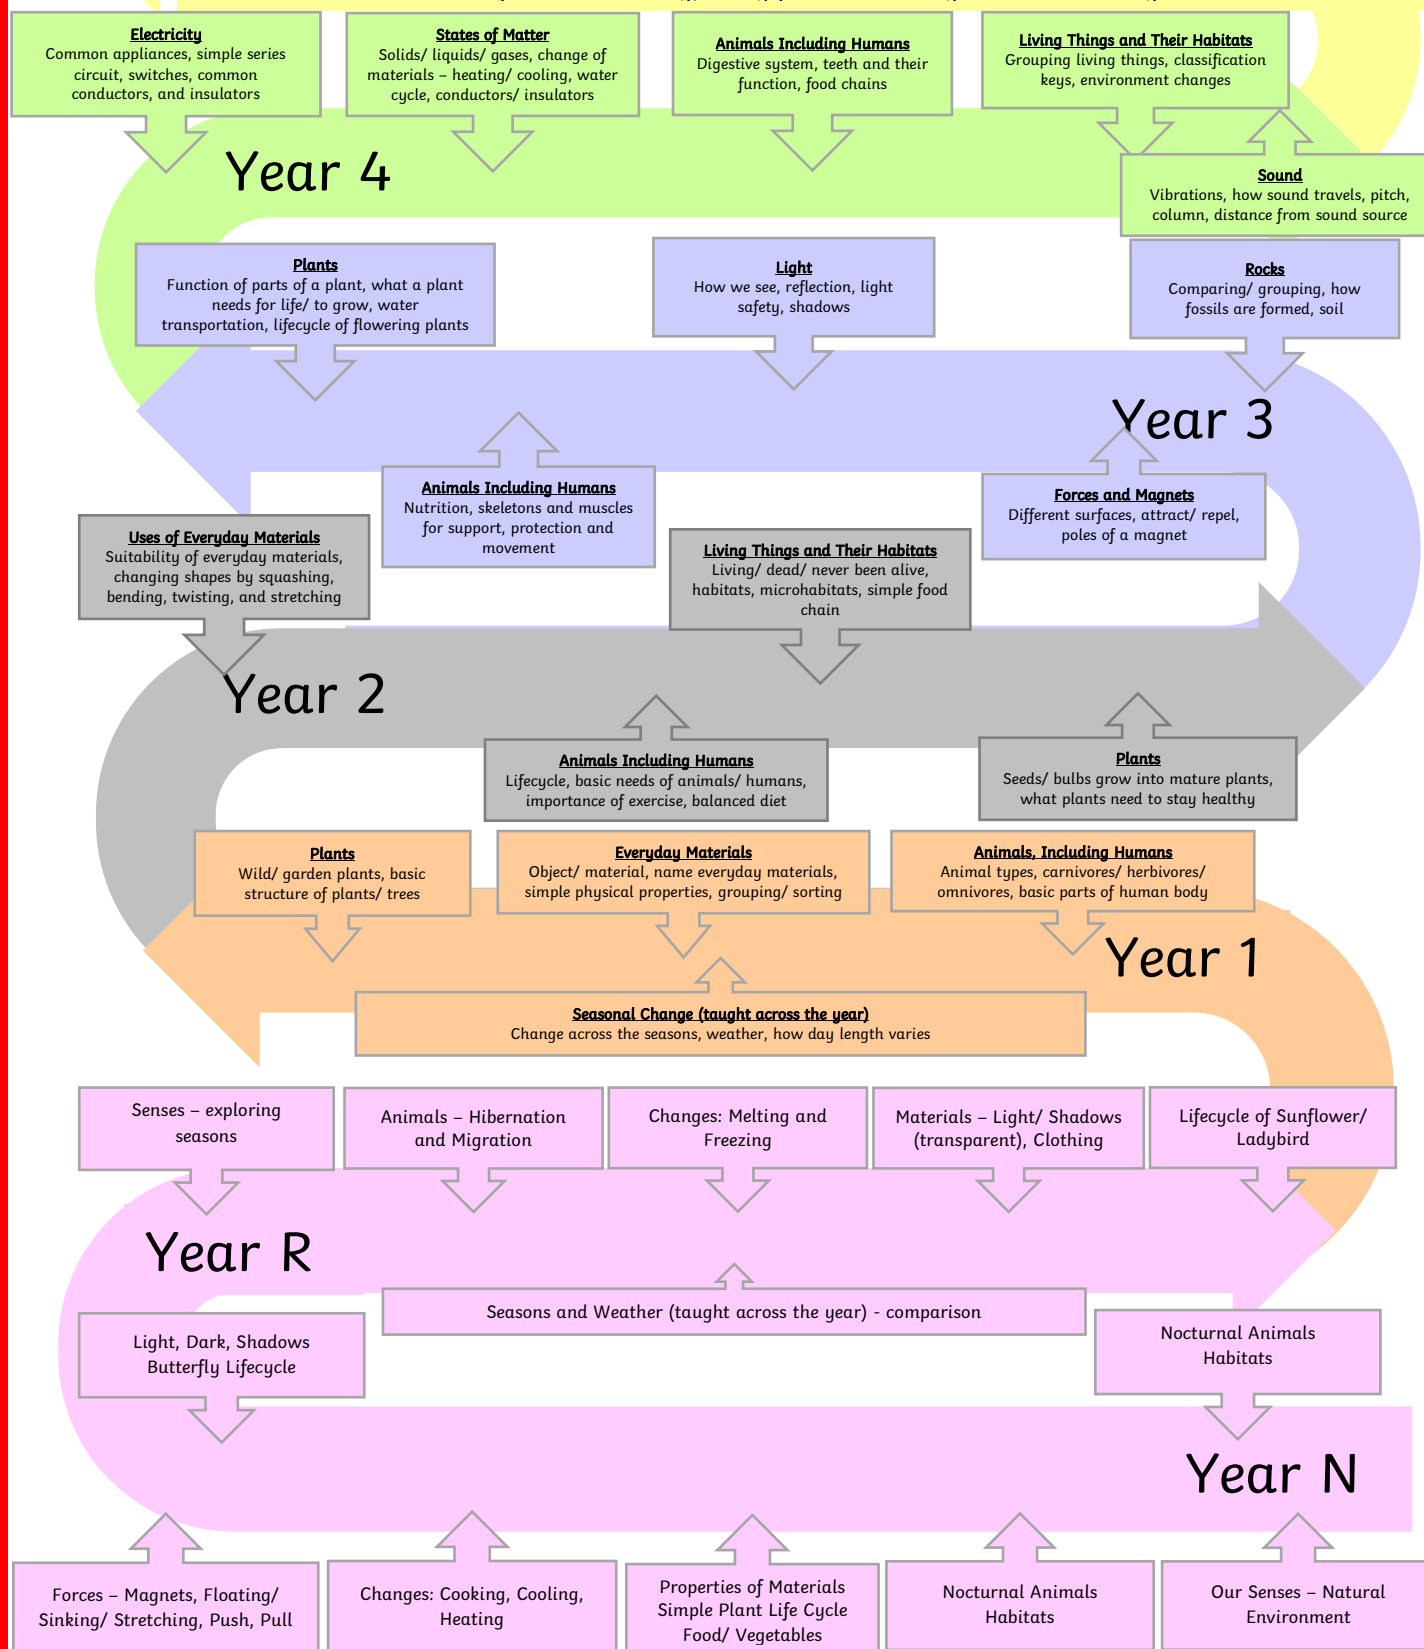 Electricity
Common appliances, simple series
circuit, switches, common
conductors, and insulators
States of Matter
Solids/ liquids/ gases, change of
materials – heating/ cooling, water
cycle, conductors/ insulators
Animals Including Humans
Digestive system, teeth and their
function, food chains
Living Things and Their Habitats
Grouping living things, classification
keys, environment changes
Year 4
Sound
Vibrations, how sound travels, pitch,
column, distance from sound source
Plants
Function of parts of a plant, what a plant
needs for life/ to grow, water
transportation, lifecycle of flowering plants
Light
How we see, reflection, light
safety, shadows
Rocks
Comparing/ grouping, how
fossils are formed, soil
Year 3
Animals Including Humans
Nutrition, skeletons and muscles
for support, protection and
movement
Forces and Magnets
Different surfaces, attract/ repel,
poles of a magnet
Uses of Everyday Materials
Suitability of everyday materials,
changing shapes by squashing,
bending, twisting, and stretching
Living Things and Their Habitats
Living/ dead/ never been alive,
habitats, microhabitats, simple food
chain
Year 2
Animals Including Humans
Lifecycle, basic needs of animals/ humans,
importance of exercise, balanced diet
Plants
Seeds/ bulbs grow into mature plants,
what plants need to stay healthy
Plants
Wild/ garden plants, basic
structure of plants/ trees
Everyday Materials
Object/ material, name everyday materials,
simple physical properties, grouping/ sorting
Animals, Including Humans
Animal types, carnivores/ herbivores/
omnivores, basic parts of human body
Year 1
Seasonal Change (taught across the year)
Change across the seasons, weather, how day length varies
Senses – exploring
seasons
Animals – Hibernation
and Migration
Changes: Melting and
Freezing
Materials – Light/ Shadows
(transparent), Clothing
Lifecycle of Sunflower/
Ladybird
Year R
Seasons and Weather (taught across the year) - comparison
Light, Dark, Shadows
Butterfly Lifecycle
Nocturnal Animals
Habitats
Year N
Forces – Magnets, Floating/
Sinking/ Stretching, Push, Pull
Changes: Cooking, Cooling,
Heating
Properties of Materials
Simple Plant Life Cycle
Food/ Vegetables
Nocturnal Animals
Habitats
Our Senses – Natural
Environment